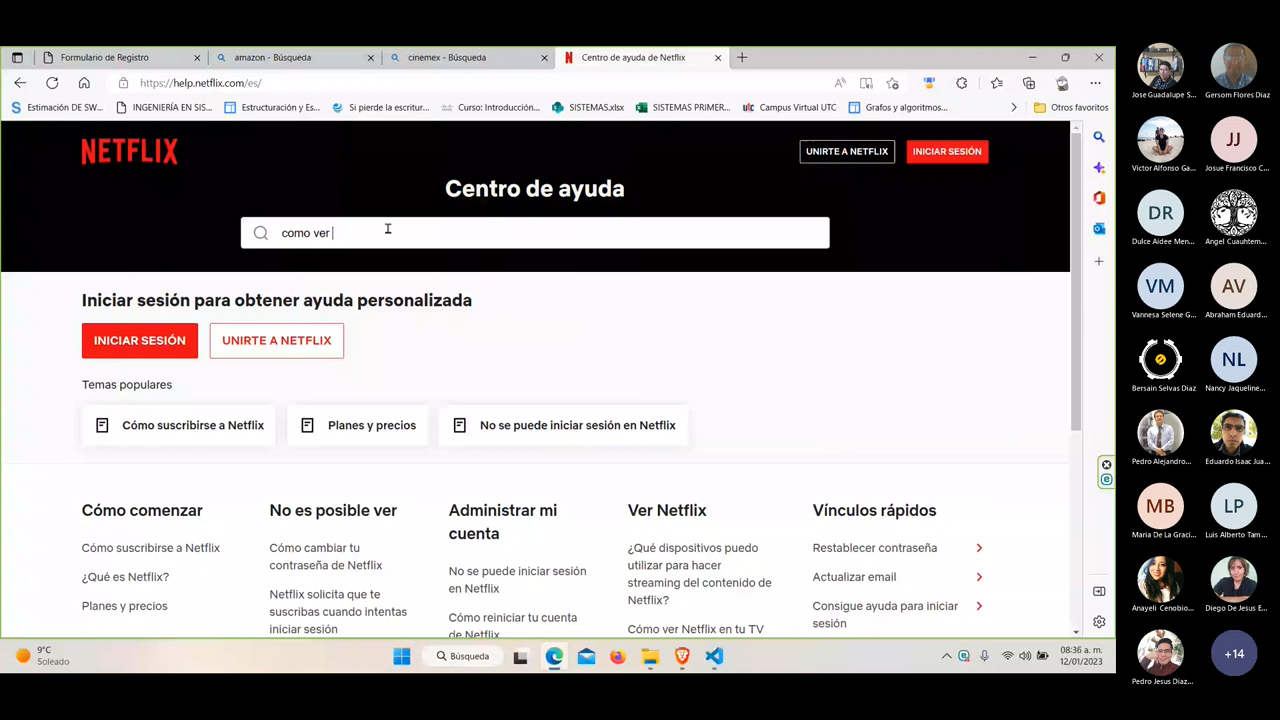 Formulario de Registro
amazon - Búsqueda
cinemex - Búsqueda
Centro de ayuda de Netflix
https://help.netflix.com/es/
Estimación DE SW...
INGENIERÍA EN SIS...
Estructuración y Es...
Si pierde la escritur...
Curso: Introducción...
SISTEMAS.xlsx
SISTEMAS PRIMER...
Campus Virtual UTC
Grafos y algoritmos...
Otros favoritos
NETFLIX
UNIRTE A NETFLIX
INICIAR SESIÓN
Centro de ayuda
como ver
Iniciar sesión para obtener ayuda personalizada
INICIAR SESIÓN
UNIRTE A NETFLIX
Temas populares
Cómo suscribirse a Netflix
Planes y precios
No se puede iniciar sesión en Netflix
Cómo comenzar
Cómo suscribirse a Netflix
¿Qué es Netflix?
Planes y precios
No es posible ver
Cómo cambiar tu
contraseña de Netflix
Netflix solicita que te
suscribas cuando intentas
iniciar sesión
Administrar mi
cuenta
No se puede iniciar sesión
en Netflix
Cómo reiniciar tu cuenta
de Netflix
Ver Netflix
¿Qué dispositivos puedo
utilizar para hacer
streaming del contenido de
Netflix?
Cómo ver Netflix en tu TV
Vínculos rápidos
Restablecer contraseña
Actualizar email
Consigue ayuda para iniciar
sesión
9°C
Soleado
Búsqueda
08:36 a. m.
12/01/2023
Jose Guadalupe S...
Gersom Flores Diaz
Victor Alfonso Ga...
JJ
Josue Francisco C...
DR
Dulce Aidee Men...
Angel Cuauhtem...
VM
Vannesa Selene G...
AV
Abraham Eduard...
Bersain Selvas Diaz
NL
Nancy Jaqueline...
Pedro Alejandro...
Eduardo Isaac Jua...
MB
Maria De La Graci...
LP
Luis Alberto Tam...
Anayeli Cenobio...
Diego De Jesus E...
Pedro Jesus Diaz...
+14